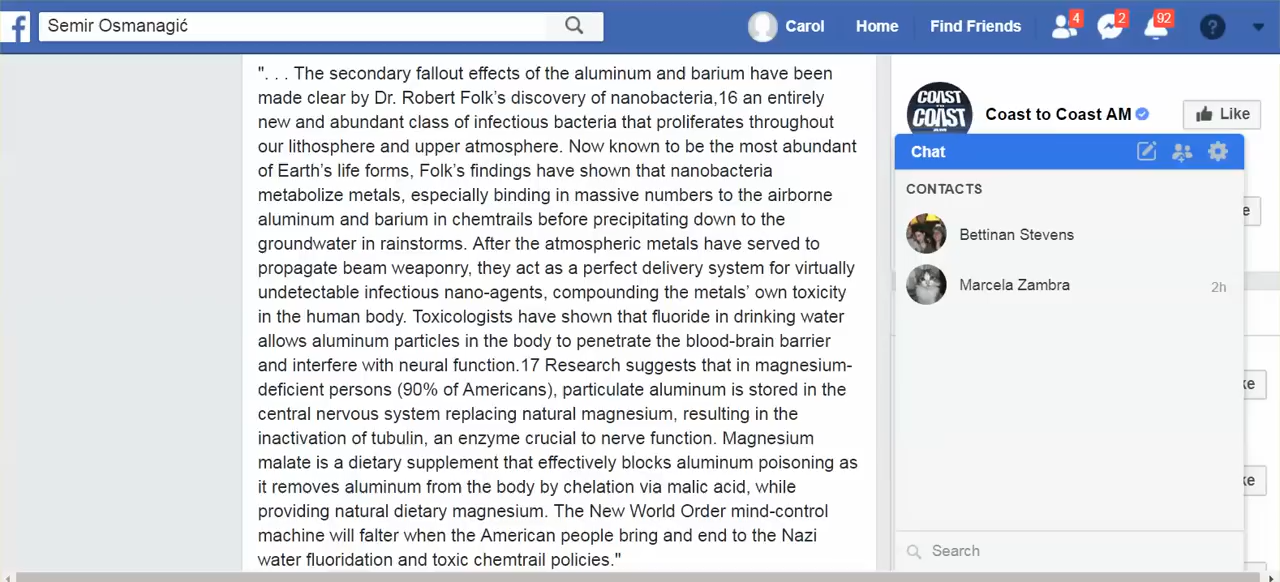 Semir Osmanagić
Carol
Home
Find Friends
4
2
92
?
". . . The secondary fallout effects of the aluminum and barium have been
made clear by Dr. Robert Folk's discovery of nanobacteria,16 an entirely
new and abundant class of infectious bacteria that proliferates throughout
our lithosphere and upper atmosphere. Now known to be the most abundant
of Earth's life forms, Folk's findings have shown that nanobacteria
metabolize metals, especially binding in massive numbers to the airborne
aluminum and barium in chemtrails before precipitating down to the
groundwater in rainstorms. After the atmospheric metals have served to
propagate beam weaponry, they act as a perfect delivery system for virtually
undetectable infectious nano-agents, compounding the metals' own toxicity
in the human body. Toxicologists have shown that fluoride in drinking water
allows aluminum particles in the body to penetrate the blood-brain barrier
and interfere with neural function.17 Research suggests that in magnesium-
deficient persons (90% of Americans), particulate aluminum is stored in the
central nervous system replacing natural magnesium, resulting in the
inactivation of tubulin, an enzyme crucial to nerve function. Magnesium
malate is a dietary supplement that effectively blocks aluminum poisoning as
it removes aluminum from the body by chelation via malic acid, while
providing natural dietary magnesium. The New World Order mind-control
machine will falter when the American people bring and end to the Nazi
water fluoridation and toxic chemtrail policies."
COAST
COAST
Coast to Coast AM
Like
Chat
CONTACTS
Bettinan Stevens
Marcela Zambra
2h
Search
e
ke
ke